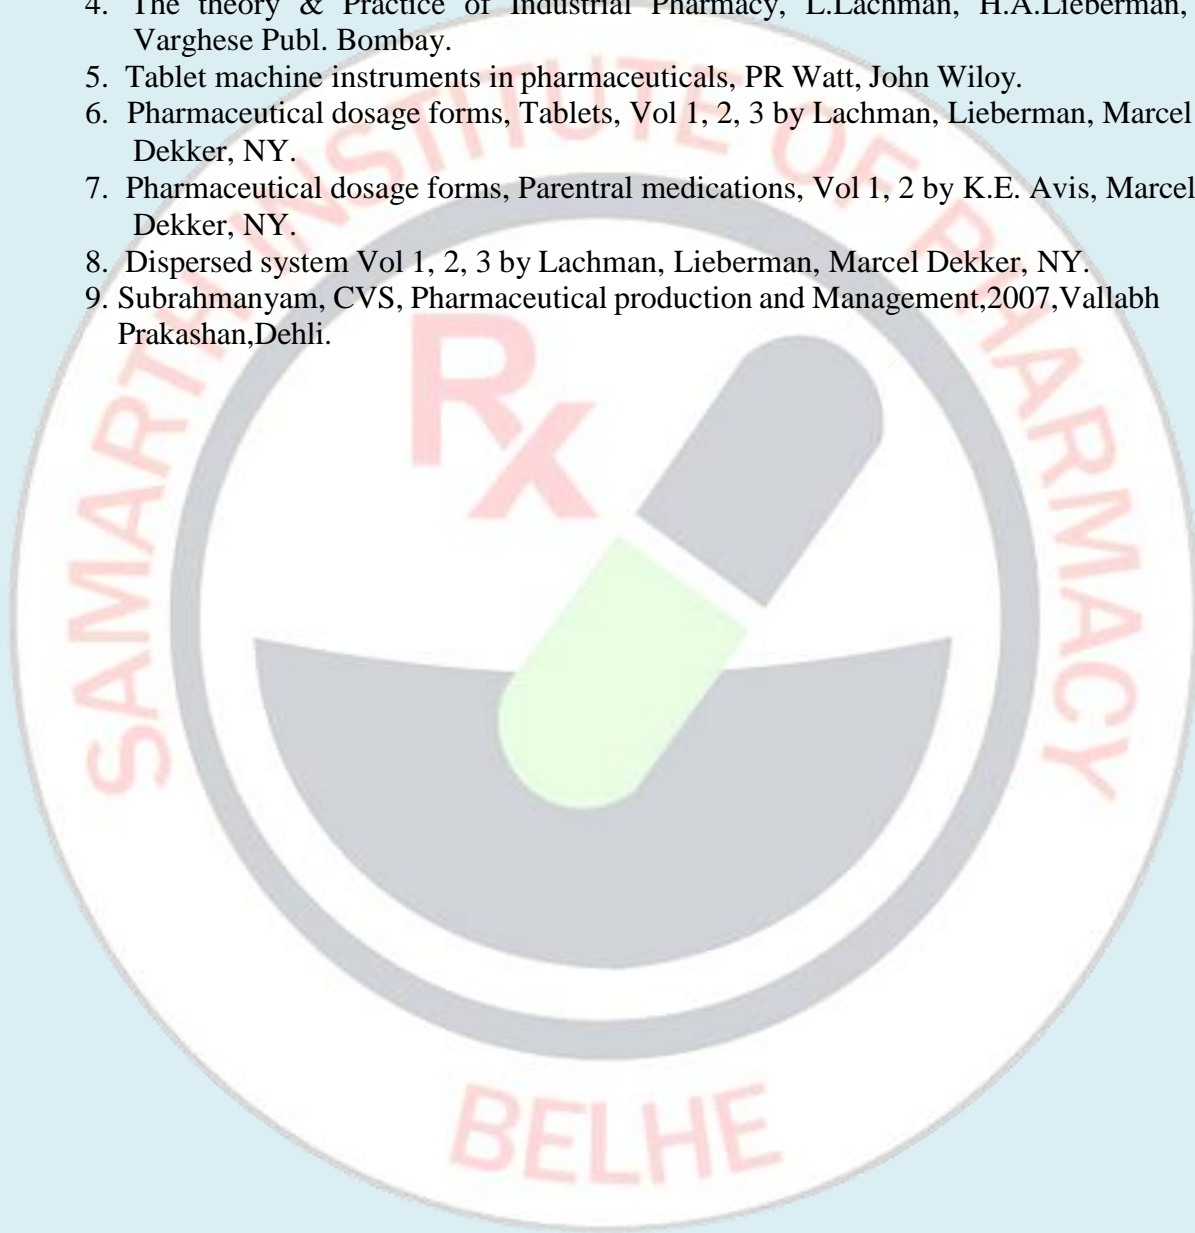 4. The theory & Practice of Industrial Pharmacy, L.Lachman, H.A.Lieberman,
Varghese Publ. Bombay.
5. Tablet machine instruments in pharmaceuticals, PR Watt, John Wiloy.
6. Pharmaceutical dosage forms, Tablets, Vol 1, 2, 3 by Lachman, Lieberman, Marcel
Dekker, NY.
7. Pharmaceutical dosage forms, Parentral medications, Vol 1, 2 by K.E. Avis, Marcel
Dekker, NY.
8. Dispersed system Vol 1, 2, 3 by Lachman, Lieberman, Marcel Dekker, NY.
9. Subrahmanyam, CVS, Pharmaceutical production and Management,2007,Vallabh
Prakashan,Dehli.
SAMARTH INSTITUTE OF PHARMACY
Rx
BELHE